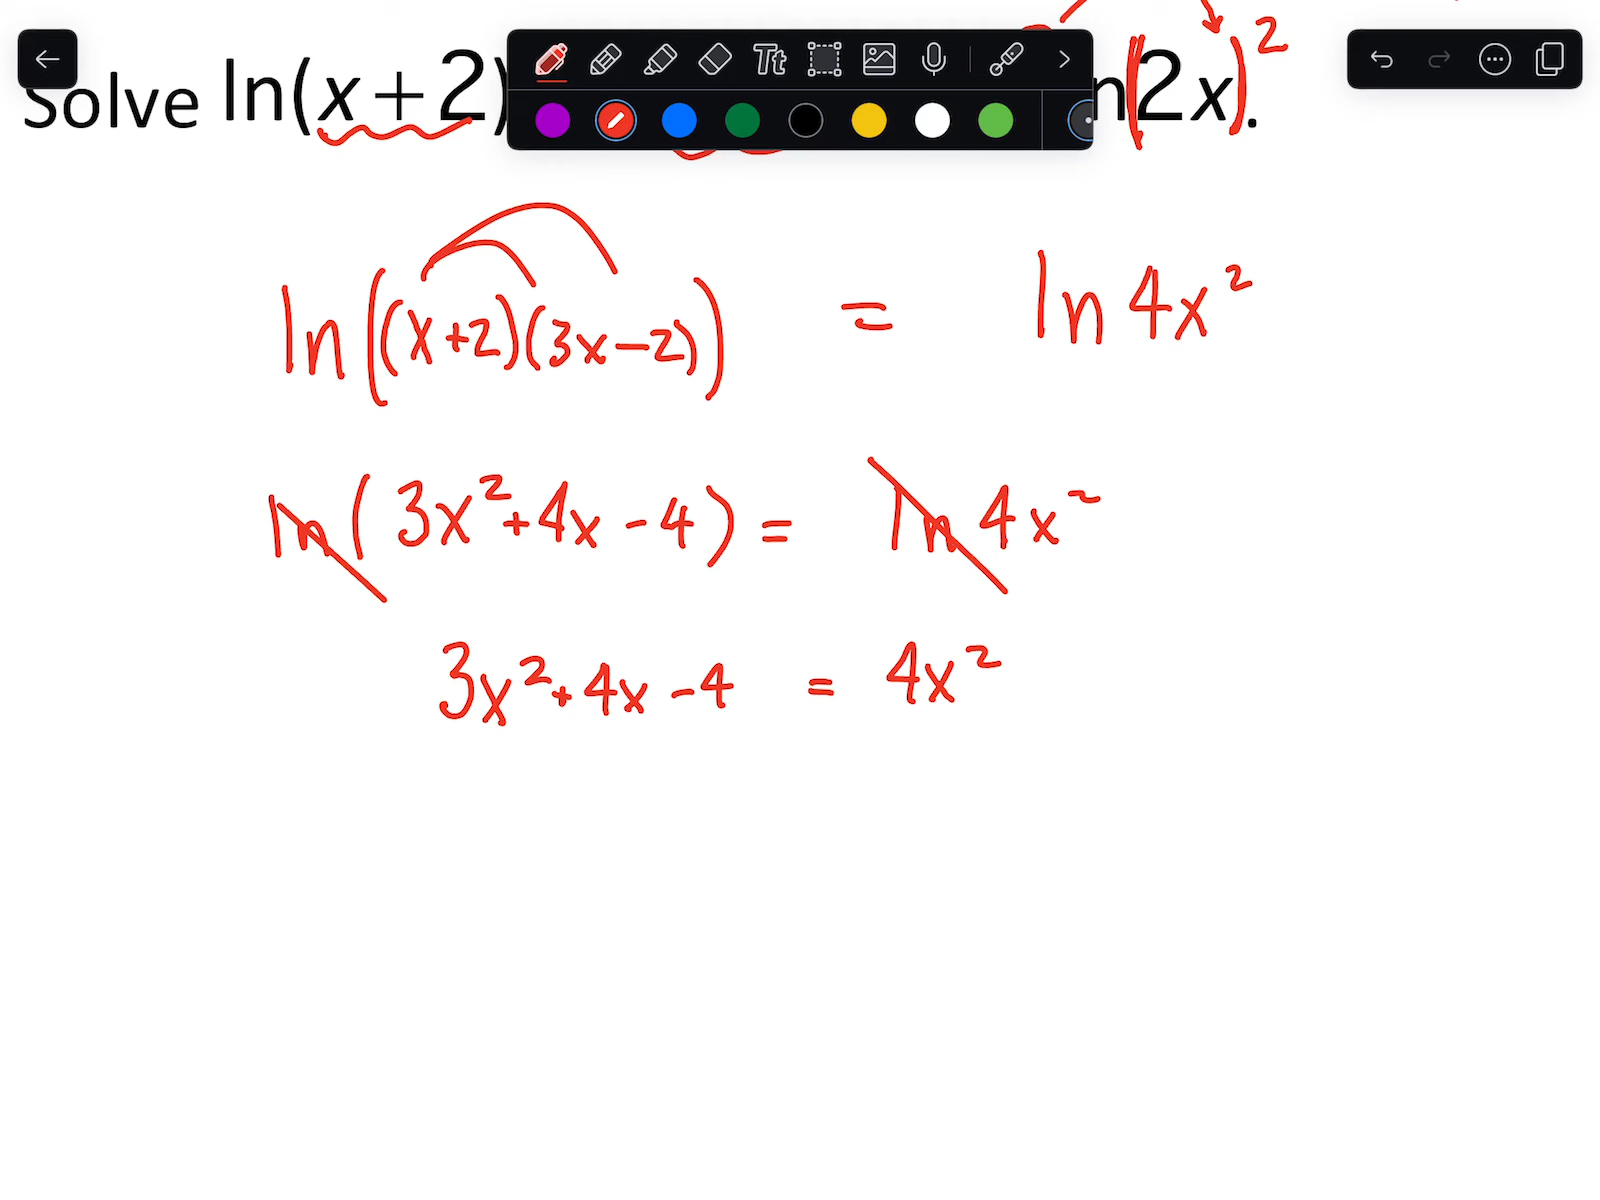 Solve ln(x+2) n(2x)².
Tt
ln((x+2)(3x-2)) = ln 4x²
ln(3x²+4x-4) = ln 4x²
3x²+4x-4 = 4x²